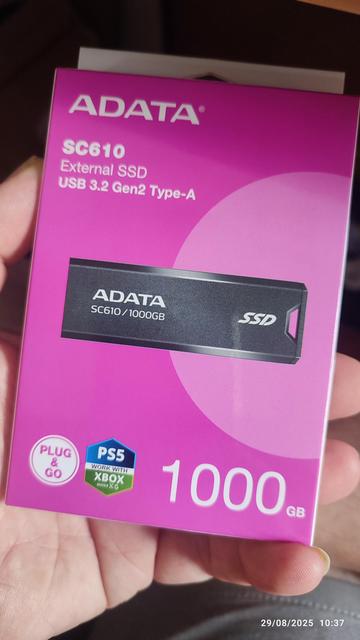 ADATA®
SC610
External SSD
USB 3.2 Gen2 Type-A
ADATA
SC610/1000GB
SSD
PLUG
&
GO
PS5
WORK WITH
XBOX
1000GB
29/08/2025 10:37